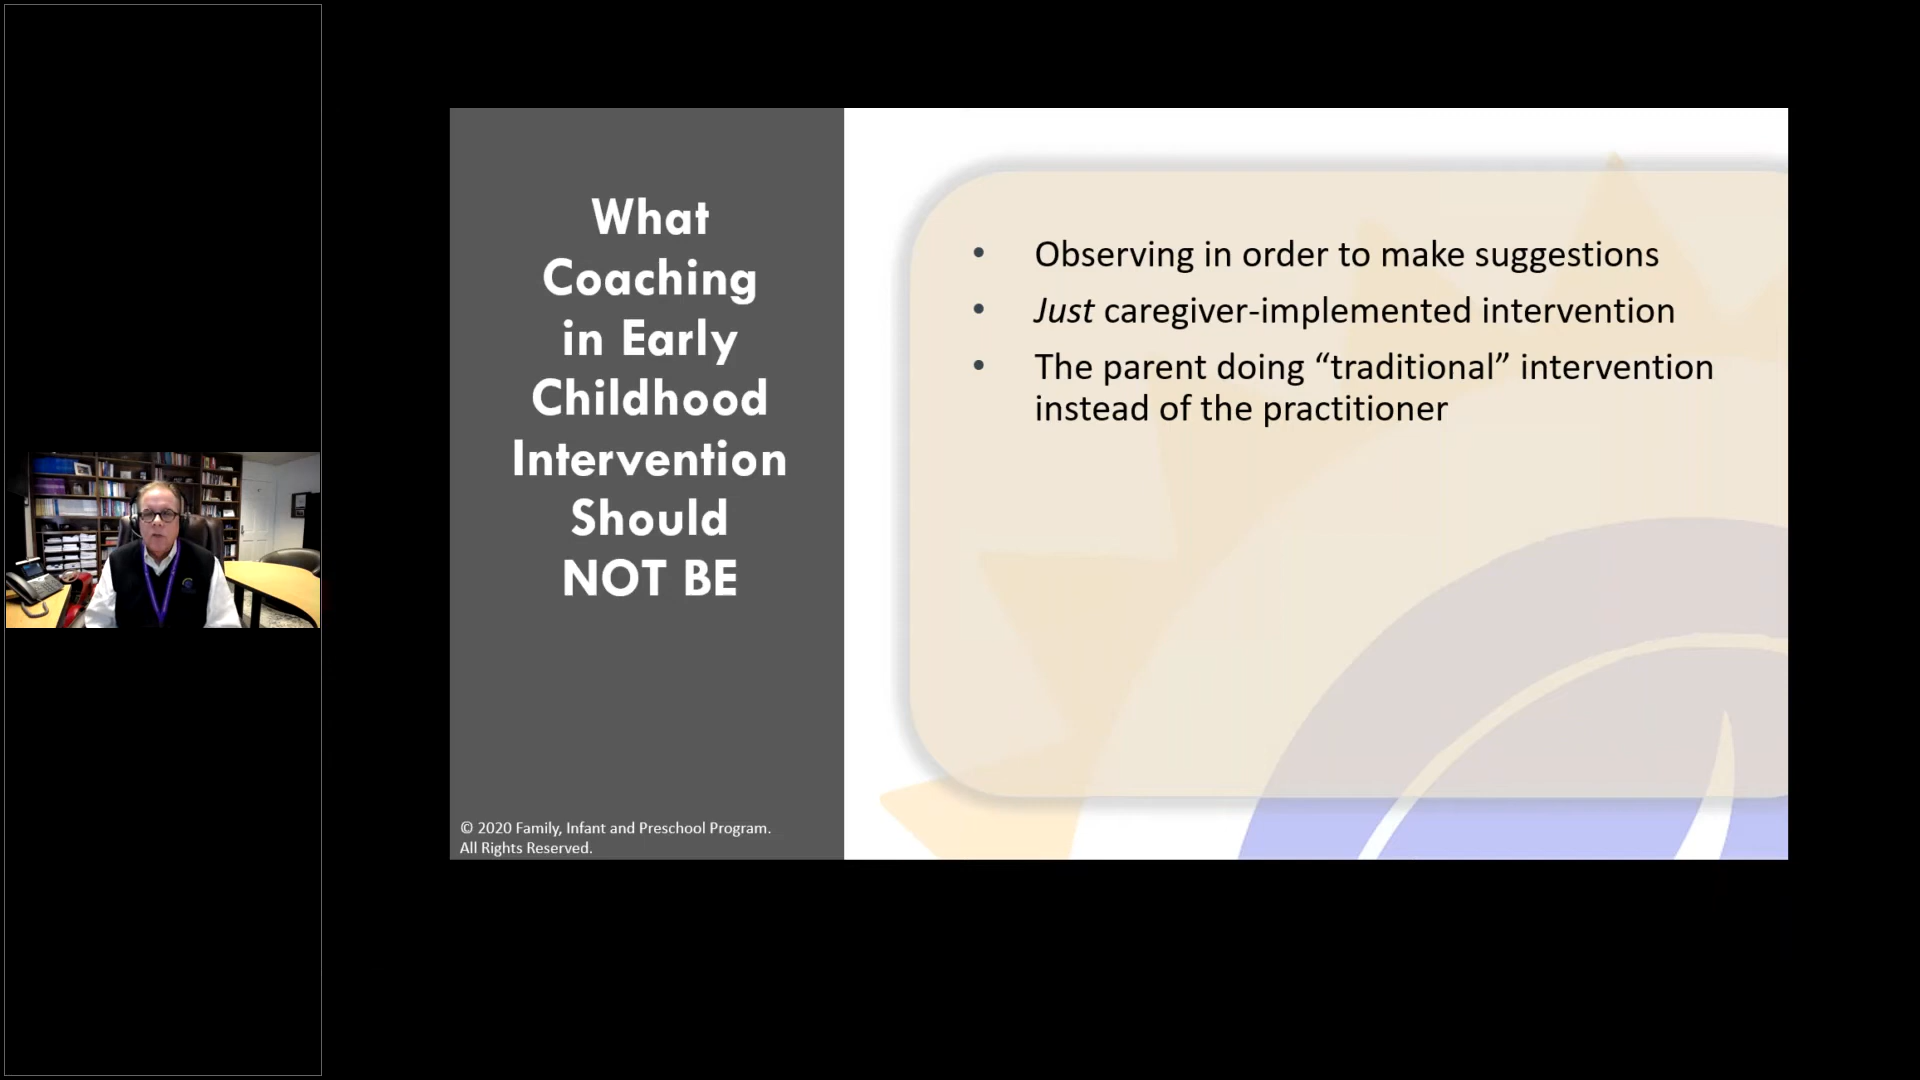 What
Coaching
in Early
Childhood
Intervention
Should
NOT BE
© 2020 Family, Infant and Preschool Program.
All Rights Reserved.
• Observing in order to make suggestions
• Just caregiver-implemented intervention
• The parent doing “traditional” intervention
instead of the practitioner